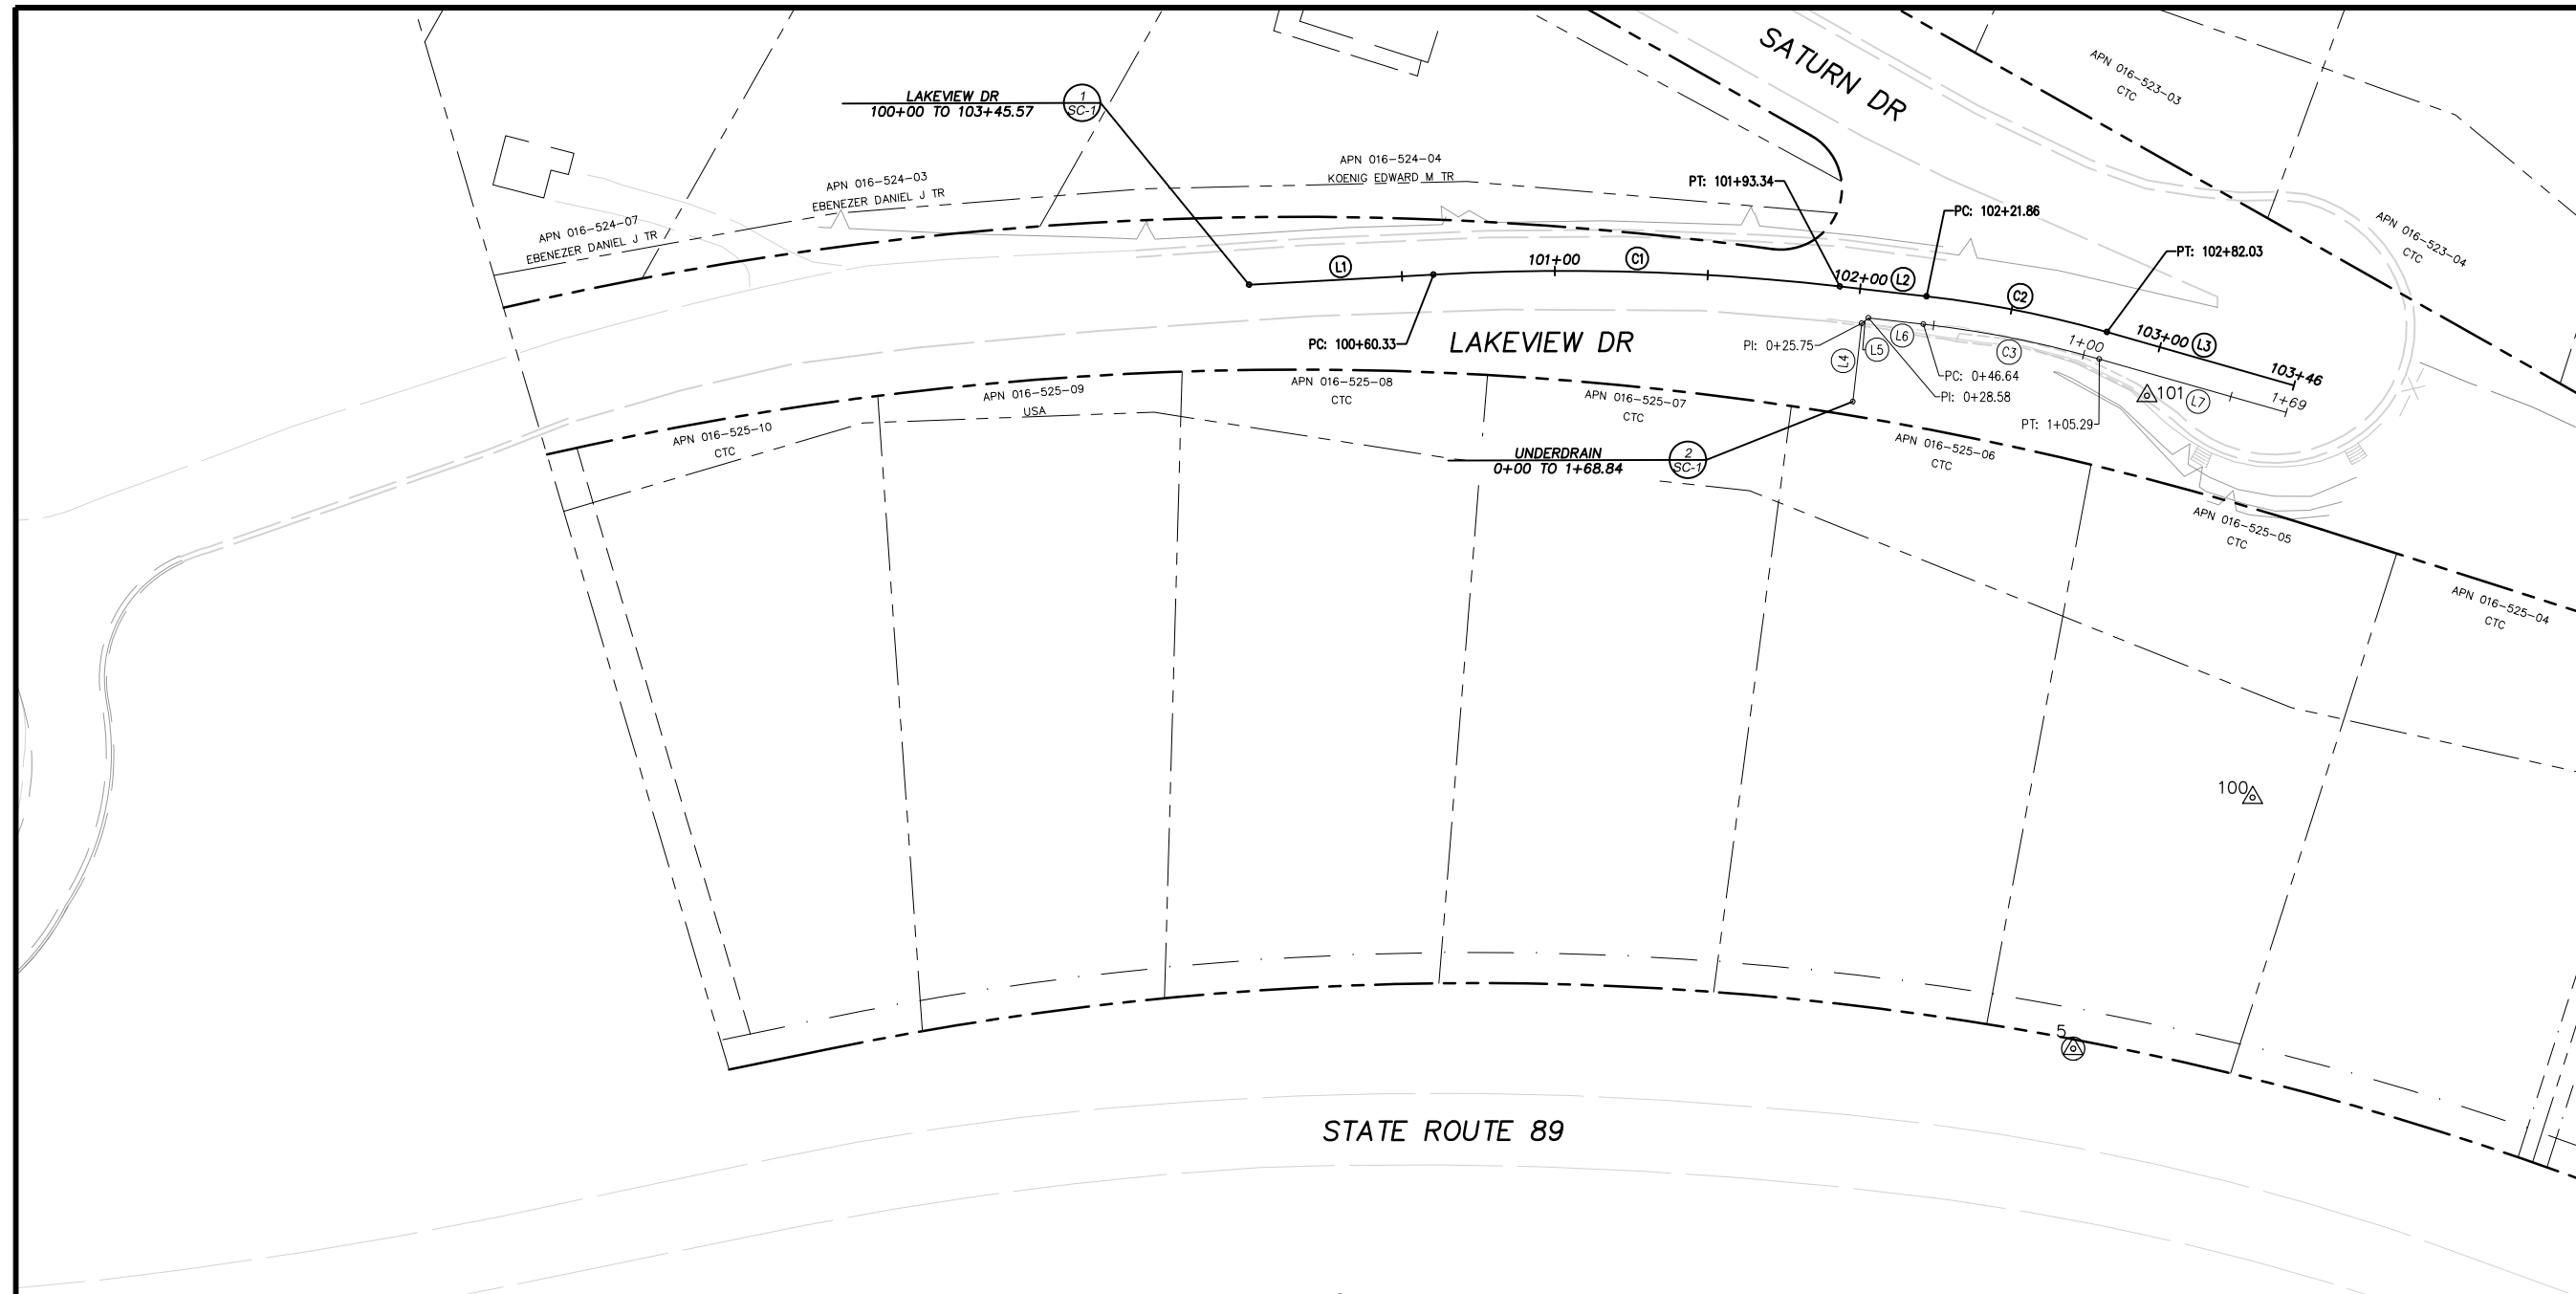 SATURN DR
APN 016-523-03
CTC
LAKEVIEW DR
100+00 TO 103+45.57
1
SC-1
APN 016-524-04
KOENIG EDWARD M TR
APN 016-524-03
EBENEZER DANIEL J TR
APN 016-524-07
EBENEZER DANIEL J TR
PT: 101+93.34
PC: 102+21.86
PT: 102+82.03
APN 016-523-04
CTC
L1
101+00
C1
102+00
L2
C2
103+00
L3
103+46
PC: 100+60.33
LAKEVIEW DR
PI: 0+25.75
L4
L5
L6
C3
1+00
PC: 0+46.64
PI: 0+28.58
101
L7
1+69
PT: 1+05.29
APN 016-525-10
CTC
APN 016-525-09
USA
APN 016-525-08
CTC
APN 016-525-07
CTC
APN 016-525-06
CTC
UNDERDRAIN
0+00 TO 1+68.84
2
SC-1
APN 016-525-05
CTC
APN 016-525-04
CTC
100
5
STATE ROUTE 89